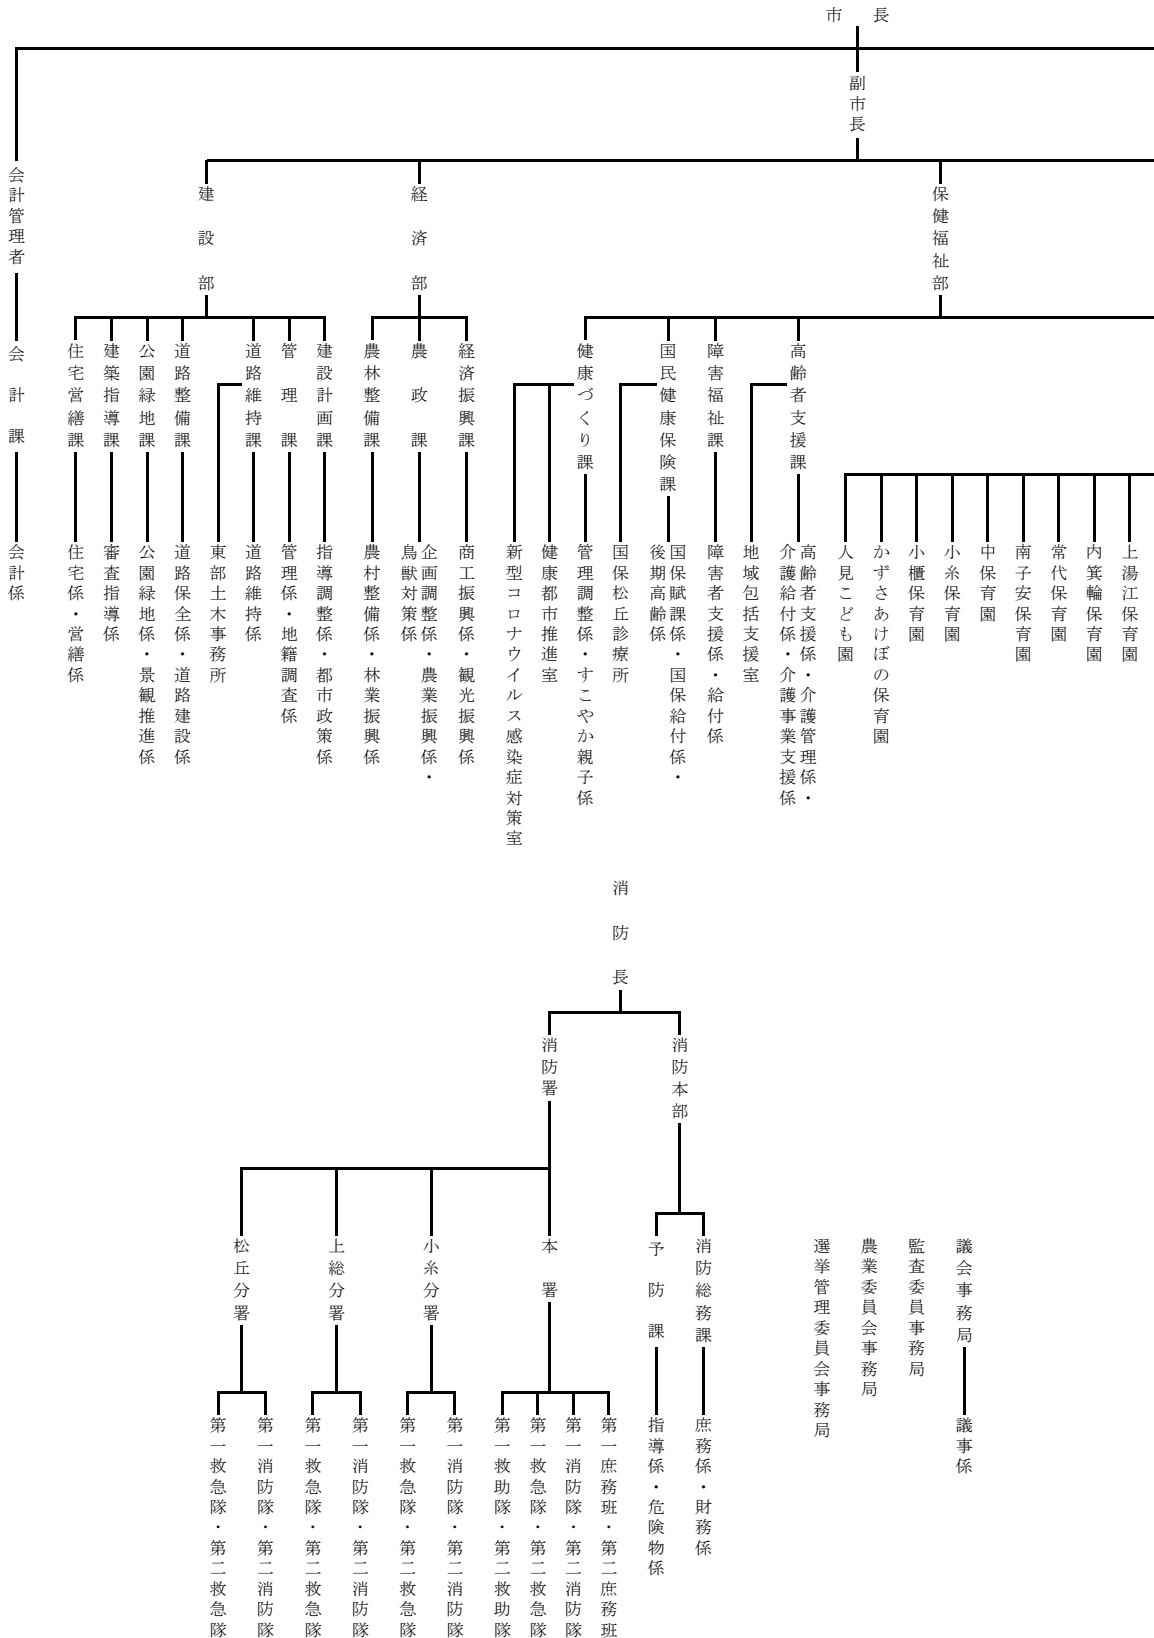 市長
副市長
保健福祉部
経済部
建設部
会計管理者
高齢者支援課
障害福祉課
国民健康保険課
健康づくり課
経済振興課
農政課
農林整備課
建設計画課
管理課
道路維持課
道路整備課
公園緑地課
建築指導課
住宅営繕課
会計課
上湯江保育園
内箕輪保育園
常代保育園
南子安保育園
中保育園
小糸保育園
小櫃保育園
かずさあけぼの保育園
人見こども園
高齢者支援係・介護管理係・
介護給付係・介護事業支援係
地域包括支援室
障害者支援係・給付係
国保賦課係・国保給付係・
後期高齢係
国保松丘診療所
管理調整係・すこやか親子係
健康都市推進室
新型コロナウイルス感染症対策室
商工振興係・観光振興係
企画調整係・農業振興係・
鳥獣対策係
農村整備係・林業振興係
指導調整係・都市政策係
管理係・地籍調査係
道路維持係
東部土木事務所
道路保全係・道路建設係
公園緑地係・景観推進係
審査指導係
住宅係・営繕係
会計係
消防長
消防本部
消防署
議会事務局
監査委員事務局
農業委員会事務局
選挙管理委員会事務局
消防総務課
予防課
本署
小糸分署
上総分署
松丘分署
議事係
庶務係・財務係
指導係・危険物係
第一庶務班・第二庶務班
第一消防隊・第二消防隊
第一救急隊・第二救急隊
第一救助隊・第二救助隊
第一消防隊・第二消防隊
第一救急隊・第二救急隊
第一消防隊・第二消防隊
第一救急隊・第二救急隊
第一消防隊・第二消防隊
第一救急隊・第二救急隊